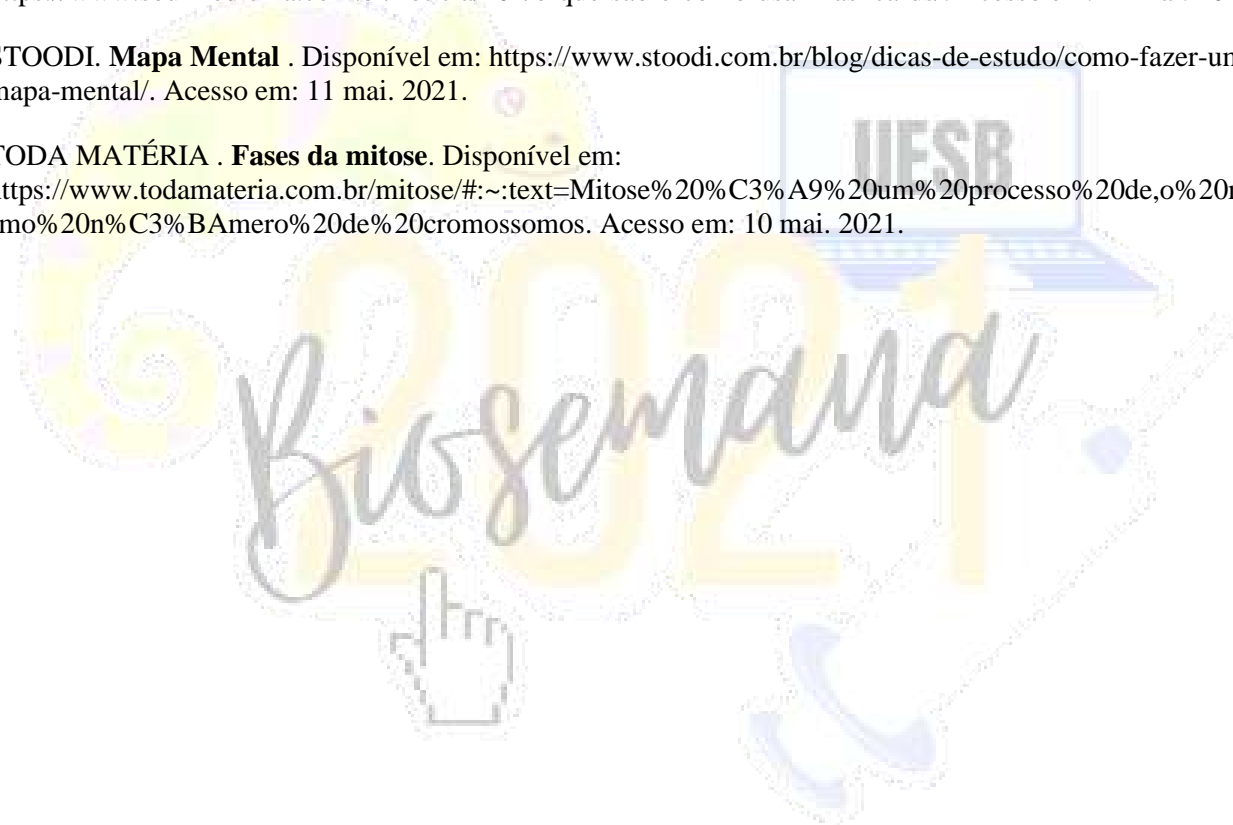 STOODI. Mapa Mental . Disponível em: https://www.stoodi.com.br/blog/dicas-de-estudo/como-fazer-um
mapa-mental/. Acesso em: 11 mai. 2021.
TODA MATÉRIA . Fases da mitose. Disponível em:
https://www.todamateria.com.br/mitose/#:~:text=Mitose%20%C3%A9%20um%20processo%20de,o%20
mo%20n%C3%BAmero%20de%20cromossomos. Acesso em: 10 mai. 2021.
UESB
2021
Biosemana